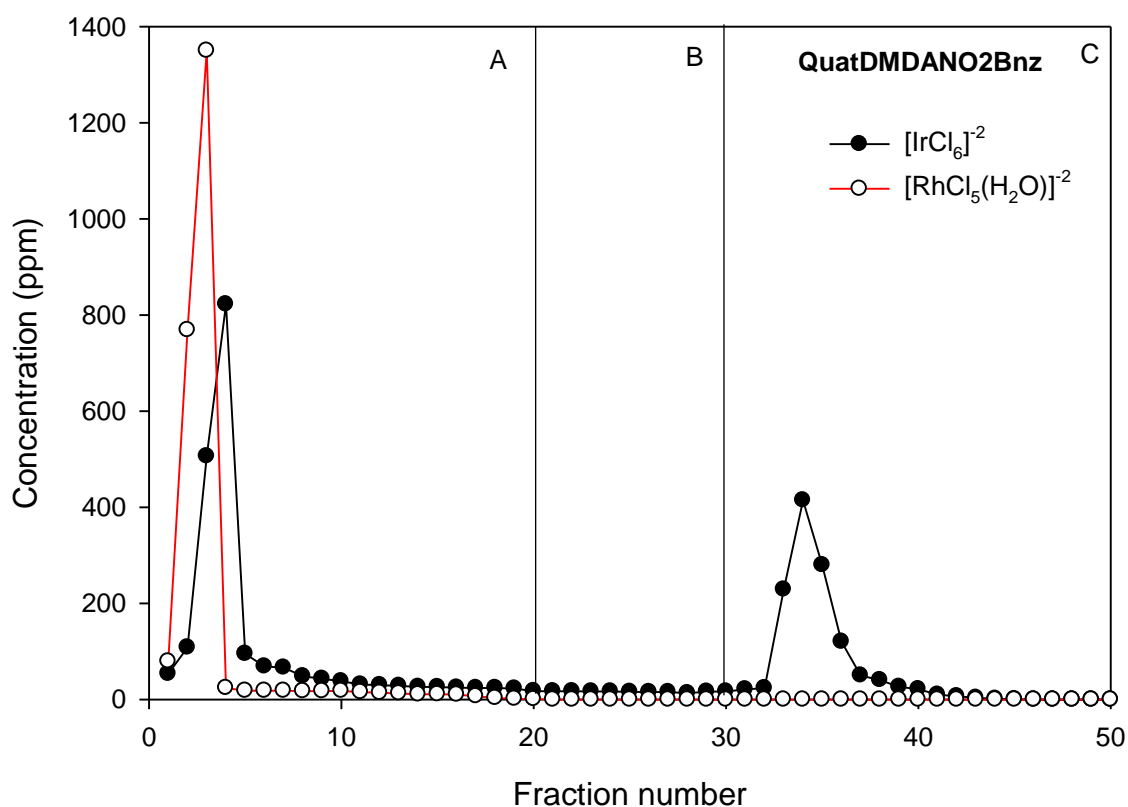 1400
1200
1000
800
600
400
200
0
Concentration (ppm)
A
B
C
QuatDMDANO2Bnz
[IrCl₆]⁻²
[RhCl₅(H₂O)]⁻²
0 10 20 30 40 50
Fraction number